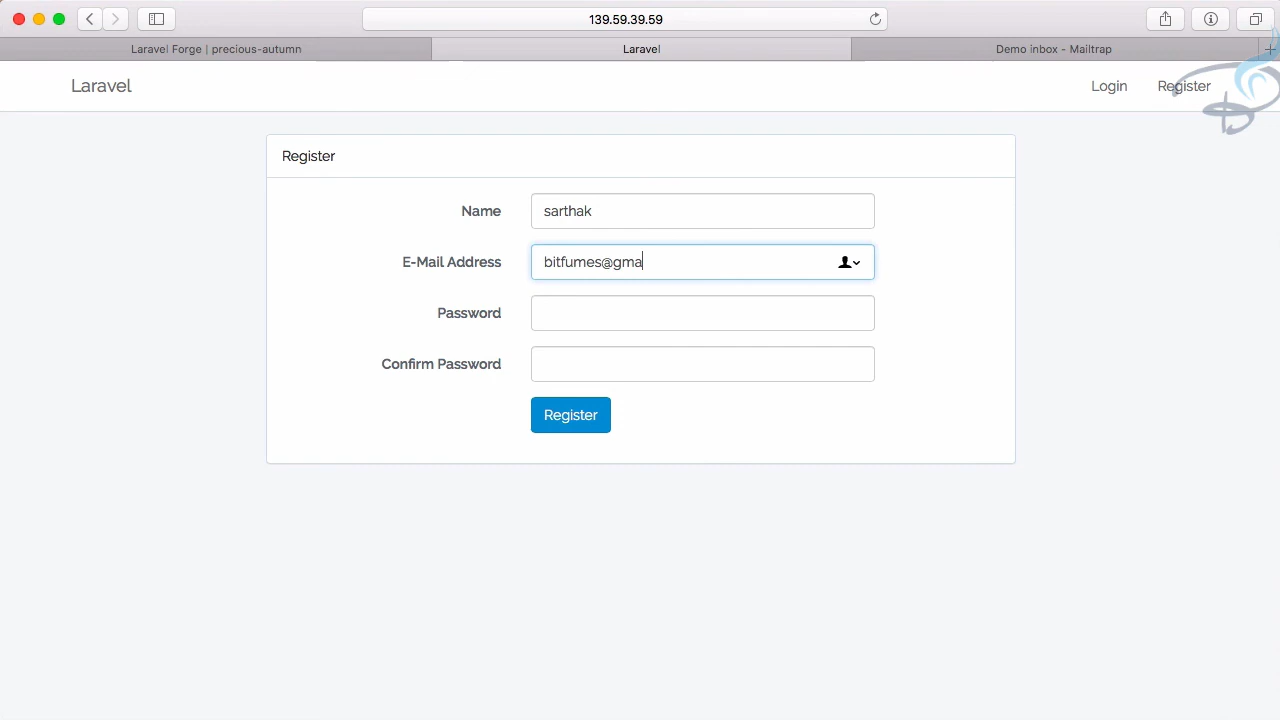 139.59.39.59
Laravel Forge | precious-autumn
Laravel
Demo inbox - Mailtrap
Laravel
Login
Register
Register
Name
sarthak
E-Mail Address
bitfumes@gma
Password
Confirm Password
Register